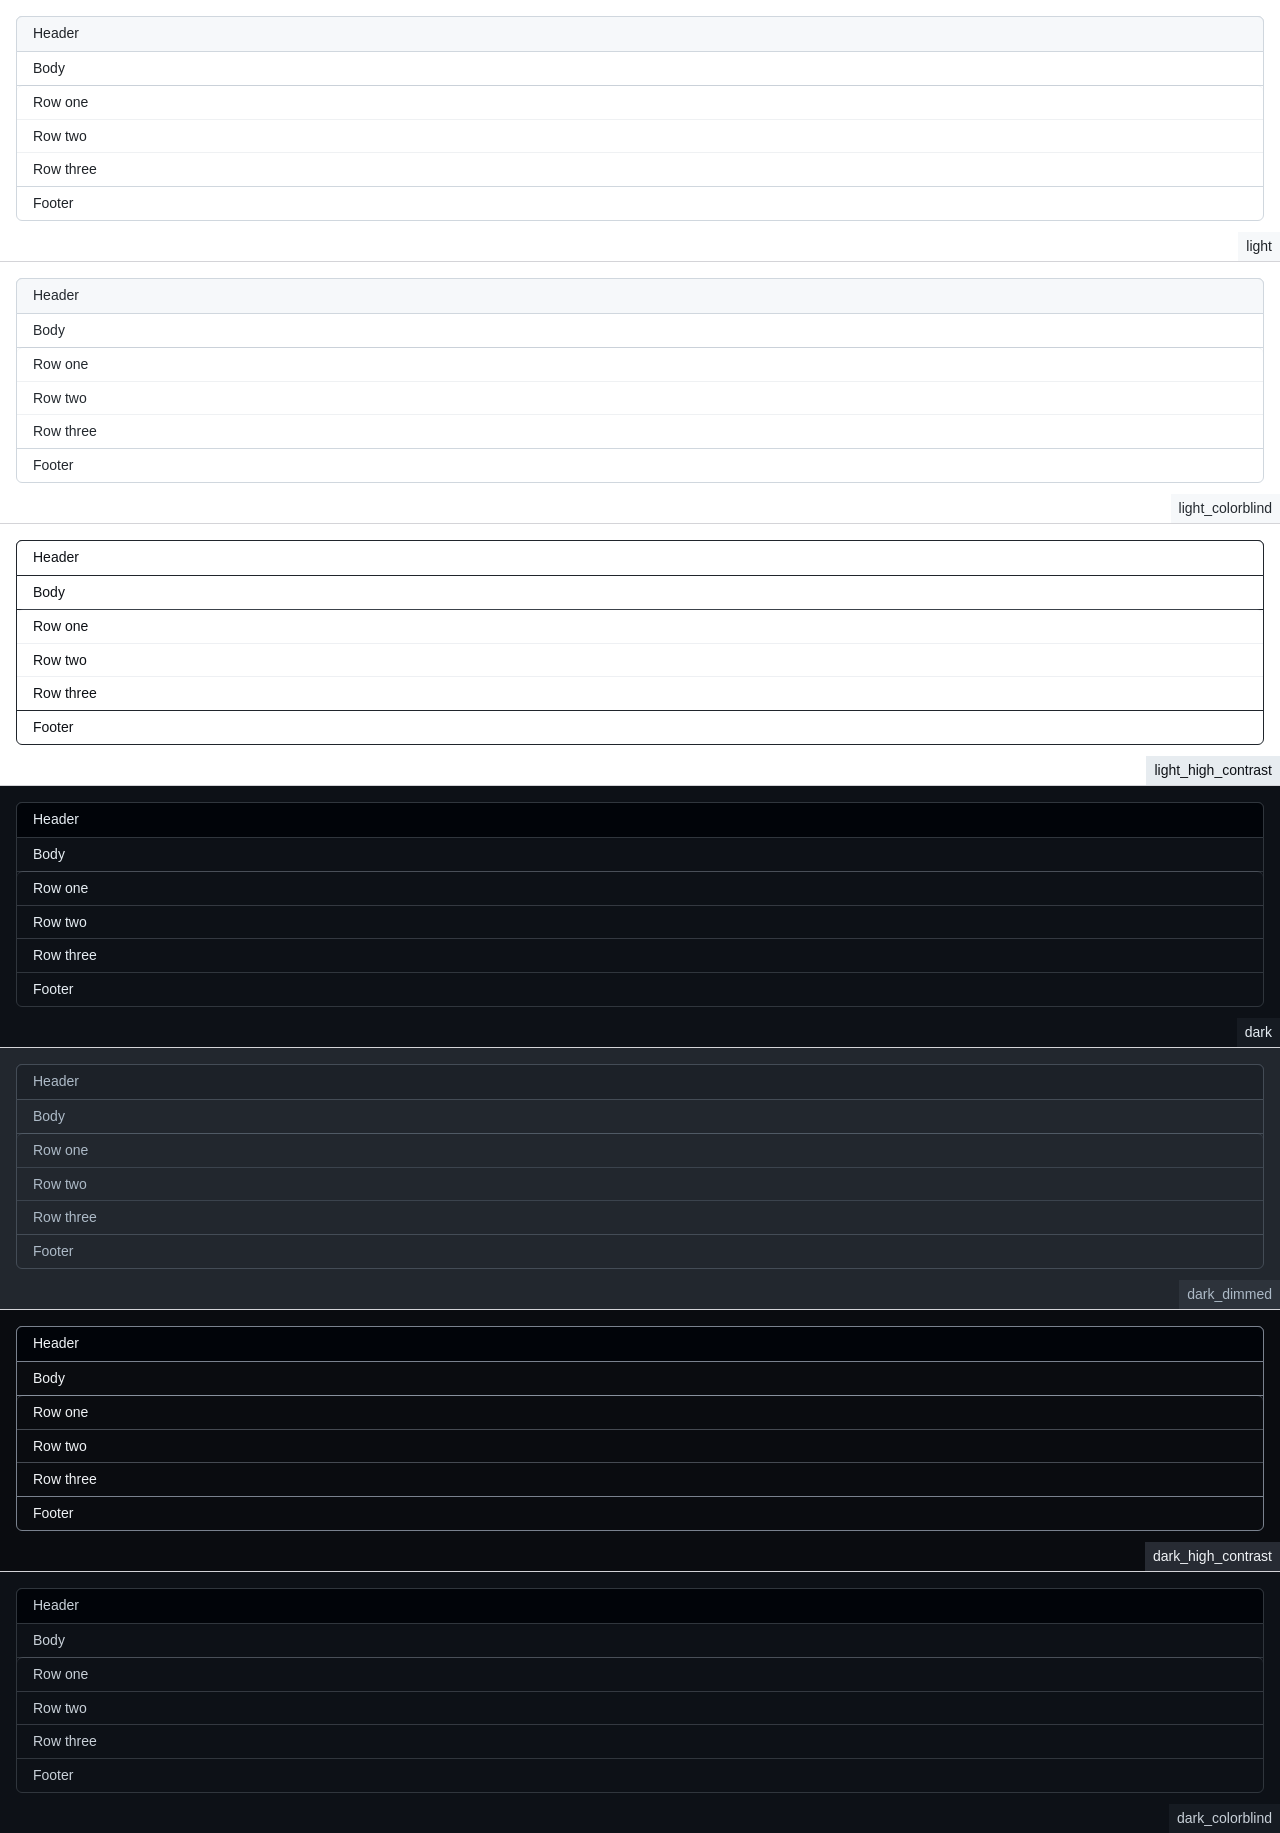 Header
Body
Row one
Row two
Row three
Footer
light
Header
Body
Row one
Row two
Row three
Footer
light_colorblind
Header
Body
Row one
Row two
Row three
Footer
light_high_contrast
Header
Body
Row one
Row two
Row three
Footer
dark
Header
Body
Row one
Row two
Row three
Footer
dark_dimmed
Header
Body
Row one
Row two
Row three
Footer
dark_high_contrast
Header
Body
Row one
Row two
Row three
Footer
dark_colorblind